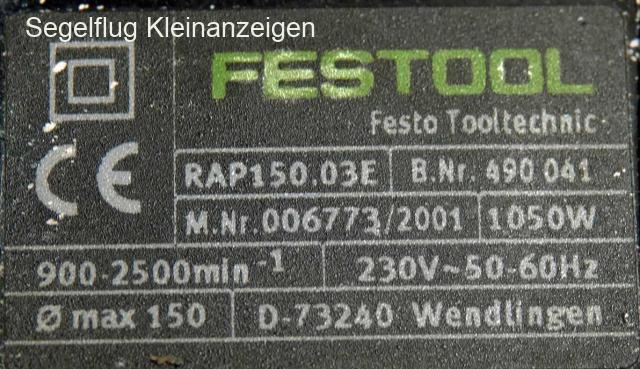 Segelflug Kleinanzeigen
FESTOOL
Festo Tooltechnic
CE
RAP150.03E B.Nr. 490 041
M.Nr. 006773/2001 1050W
900-2500min-1 230V~50-60Hz
Ø max 150 D-73240 Wendlingen